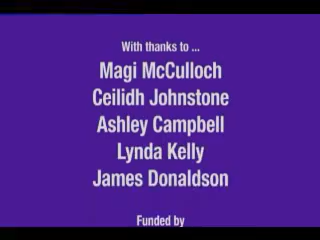 With thanks to ...
Magi McCulloch
Ceilidh Johnstone
Ashley Campbell
Lynda Kelly
James Donaldson
Funded by